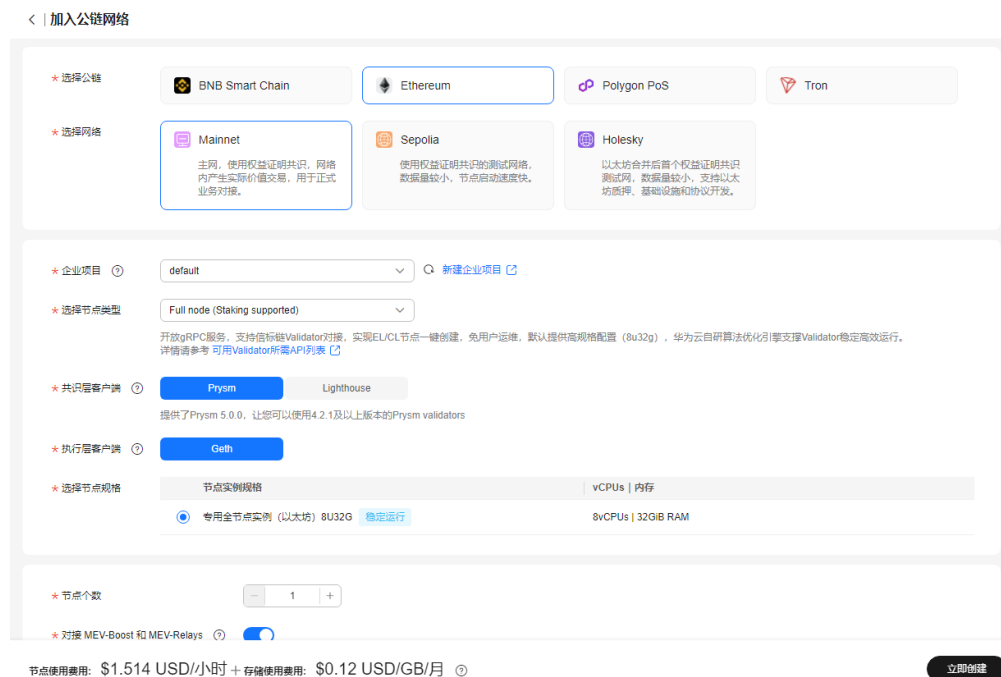 加入公链网络
* 选择公链
BNB Smart Chain
Ethereum
Polygon PoS
Tron
* 选择网络
Mainnet
主网，使用权益证明共识，网络
内产生实际价值交易，用于正式
业务对接。
Sepolia
使用权益证明共识的测试网络，
数据量较小，节点启动速度快。
Holesky
以太坊合并后首个权益证明共识
测试网，数据量较小，支持以太
坊质押、基础设施和协议开发。
* 企业项目
default
新建企业项目
* 选择节点类型
Full node (Staking supported)
开放gRPC服务，支持信标链Validator对接，实现EL/CL节点一键创建，免用户运维，默认提供高规格配置（8u32g），华为云自研算法优化引擎支撑Validator稳定高效运行。
详情请参考 可用Validator所需API列表
* 共识层客户端
Prysm
Lighthouse
提供了Prysm 5.0.0，让您可以使用4.2.1及以上版本的Prysm validators
* 执行层客户端
Geth
* 选择节点规格
节点实例规格
vCPUs | 内存
专用全节点实例（以太坊）8U32G 稳定运行
8vCPUs | 32GiB RAM
* 节点个数
1
* 对接 MEV-Boost 和 MEV-Relays
节点使用费用: $1.514 USD/小时 + 存储使用费用: $0.12 USD/GB/月
立即创建